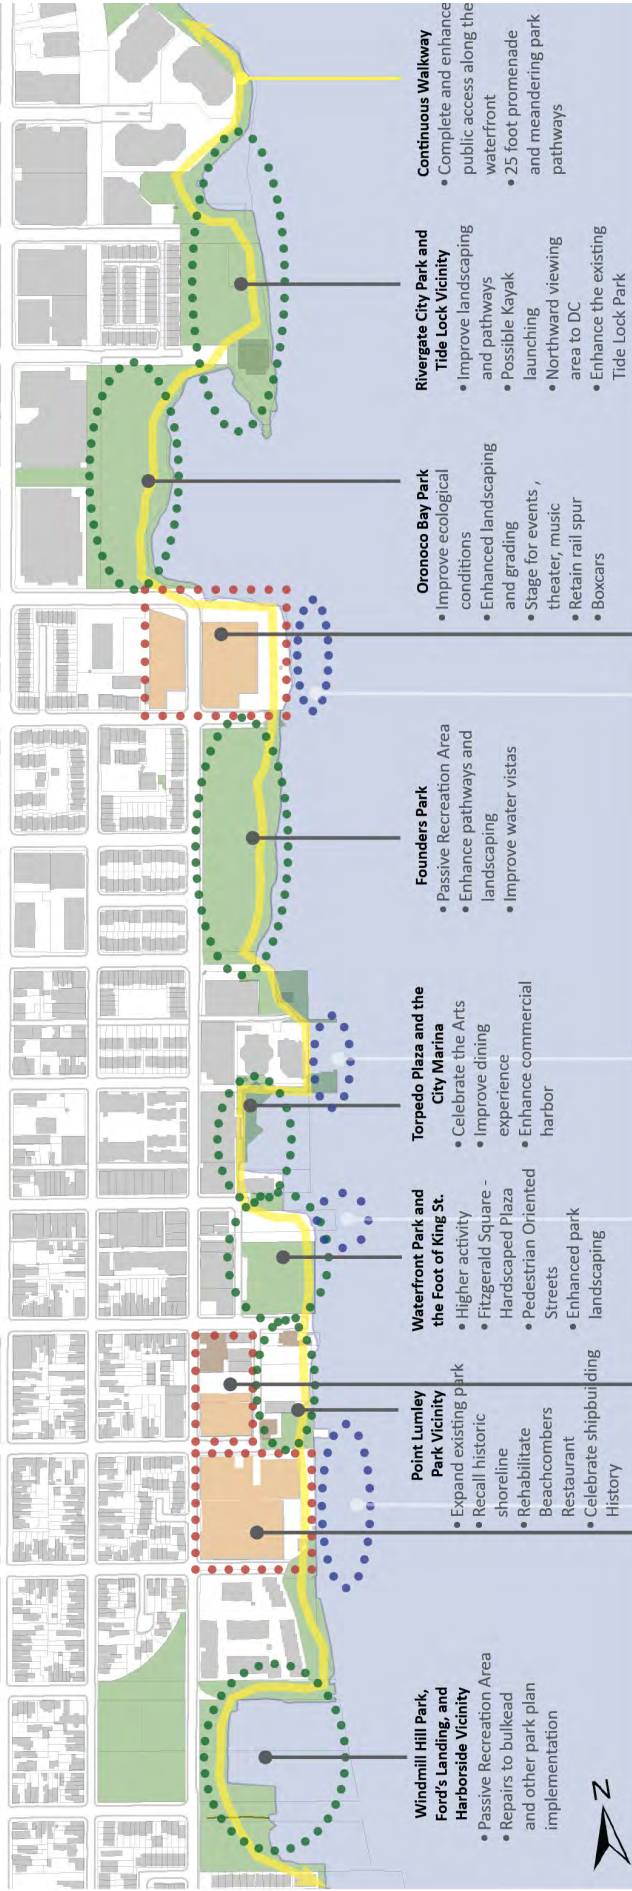 Windmill Hill Park,
Ford's Landing, and
Harborside Vicinity
• Passive Recreation Area
• Repairs to bulkead
and other park plan
implementation
Point Lumley
Park Vicinity
• Expand existing park
• Recall historic
shoreline
• Rehabilitate
Beachcombers
Restaurant
• Celebrate shipbuilding
History
Waterfront Park and
the Foot of King St.
• Higher activity
• Fitzgerald Square -
Hardscaped Plaza
• Pedestrian Oriented
Streets
• Enhanced park
landscaping
Torpedo Plaza and the
City Marina
• Celebrate the Arts
• Improve dining
experience
• Enhance commercial
harbor
Founders Park
• Passive Recreation Area
• Enhance pathways and
landscaping
• Improve water vistas
Oronoco Bay Park
• Improve ecological
conditions
• Enhanced landscaping
and grading
• Stage for events ,
theater, music
• Retain rail spur
• Boxcars
Rivergate City Park and
Tide Lock Vicinity
• Improve landscaping
and pathways
• Possible Kayak
launching
• Northward viewing
area to DC
• Enhance the existing
Tide Lock Park
Continuous Walkway
• Complete and enhance
public access along the
waterfront
• 25 foot promenade
and meandering park
pathways
N